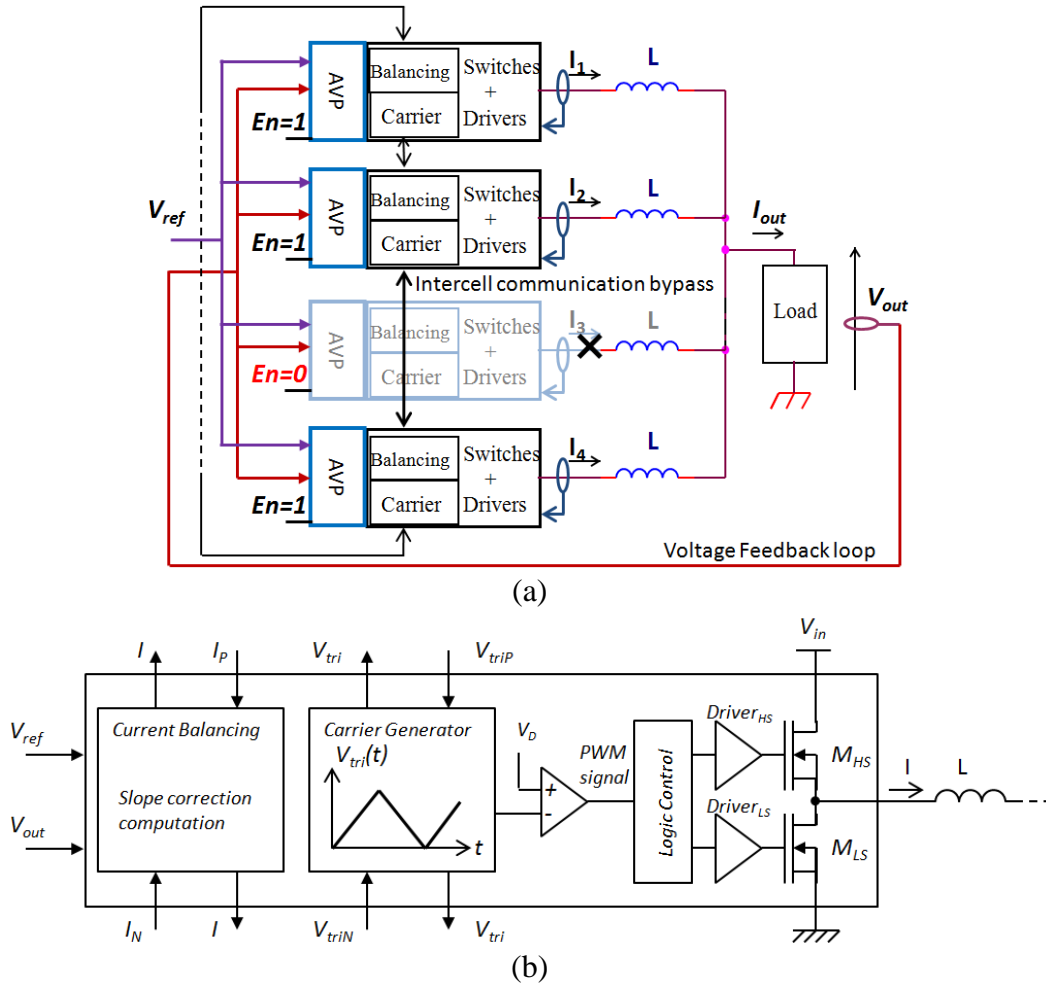 AVP
Balancing
Carrier
Switches
+
Drivers
I1
L
En=1
AVP
Balancing
Carrier
Switches
+
Drivers
I2
L
Vref
En=1
Iout
Intercell communication bypass
AVP
Balancing
Carrier
Switches
+
Drivers
I3
L
Load
Vout
En=0
AVP
Balancing
Carrier
Switches
+
Drivers
I4
L
En=1
Voltage Feedback loop
(a)
I
IP
Vtri
VtriP
Vin
Current Balancing
Slope correction
computation
Carrier Generator
Vtri(t)
t
Vref
Vout
VD
+
-
PWM
signal
Logic Control
DriverHS
DriverLS
MHS
MLS
I
L
IN
I
VtriN
Vtri
(b)